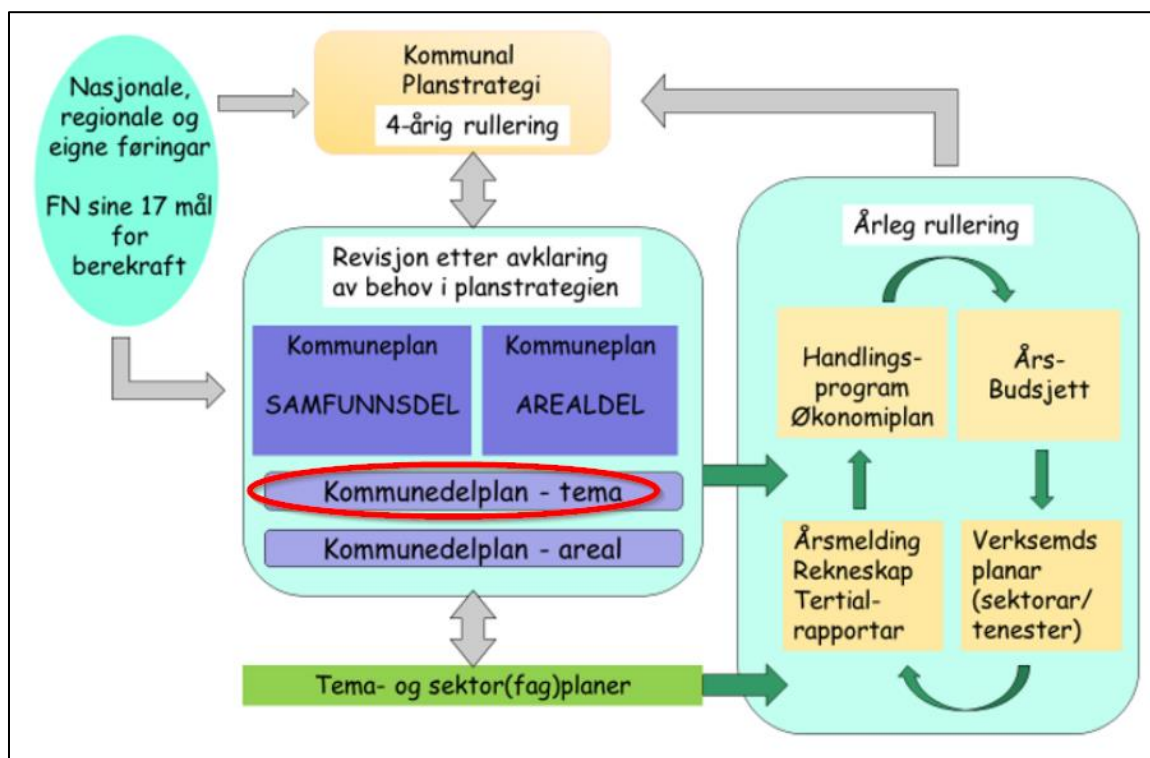 Nasjonale,
regionale og
eigne føringar
FN sine 17 mål
for
berekraft
Kommunal
Planstrategi
4-årig rullering
Revisjon etter avklaring
av behov i planstrategien
Kommuneplan
SAMFUNNSDEL
Kommuneplan
AREALDEL
Kommunedelplan - tema
Kommunedelplan - areal
Tema- og sektor(fag)planer
Årleg rullering
Handlings-
program
Økonomiplan
Års-
Budsjett
Årsmelding
Rekneskap
Tertial-
rapportar
Verksemds
planar
(sektorar/
tenester)